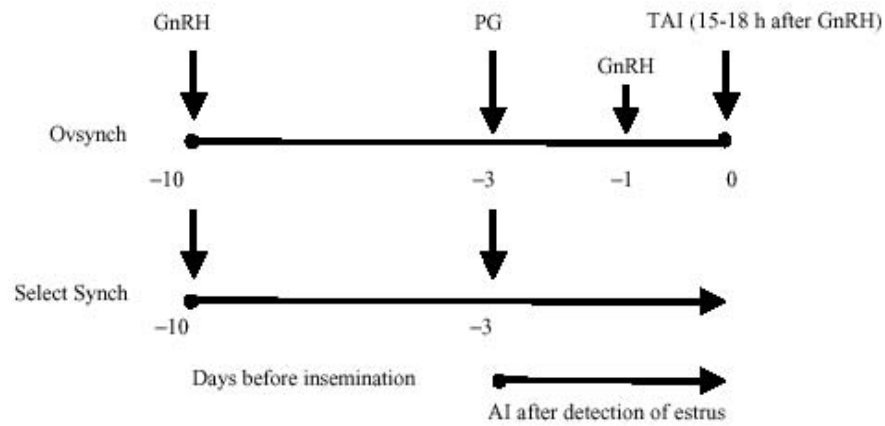 GnRH PG TAI (15-18 h after GnRH)
GnRH
Ovsynch
–10 –3 –1 0
Select Synch
–10 –3
Days before insemination
AI after detection of estrus